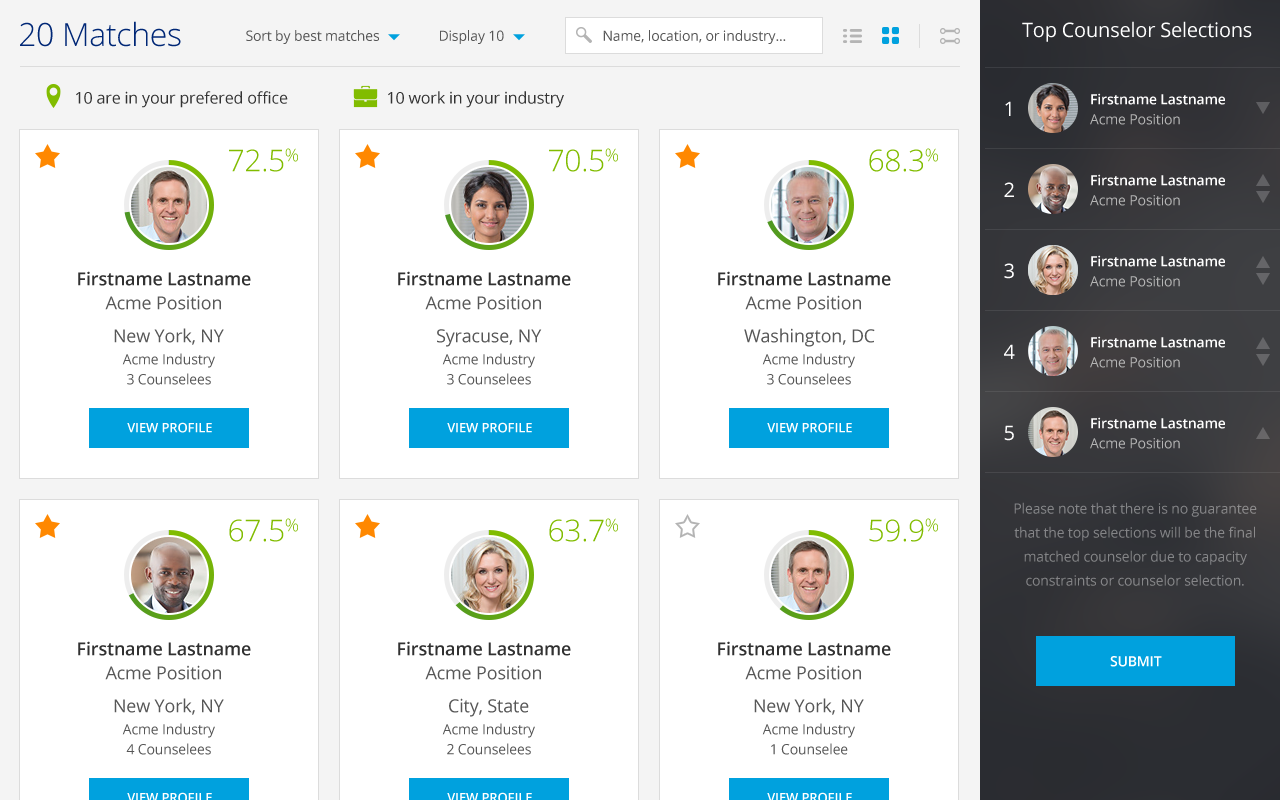 20 Matches
Sort by best matches
Display 10
Name, location, or industry...
10 are in your prefered office
10 work in your industry
72.5%
Firstname Lastname
Acme Position
New York, NY
Acme Industry
3 Counselees
VIEW PROFILE
70.5%
Firstname Lastname
Acme Position
Syracuse, NY
Acme Industry
3 Counselees
VIEW PROFILE
68.3%
Firstname Lastname
Acme Position
Washington, DC
Acme Industry
3 Counselees
VIEW PROFILE
67.5%
Firstname Lastname
Acme Position
New York, NY
Acme Industry
4 Counselees
VIEW PROFILE
63.7%
Firstname Lastname
Acme Position
City, State
Acme Industry
2 Counselees
VIEW PROFILE
59.9%
Firstname Lastname
Acme Position
New York, NY
Acme Industry
1 Counselee
VIEW PROFILE
Top Counselor Selections
1
Firstname Lastname
Acme Position
2
Firstname Lastname
Acme Position
3
Firstname Lastname
Acme Position
4
Firstname Lastname
Acme Position
5
Firstname Lastname
Acme Position
Please note that there is no guarantee
that the top selections will be the final
matched counselor due to capacity
constraints or counselor selection.
SUBMIT